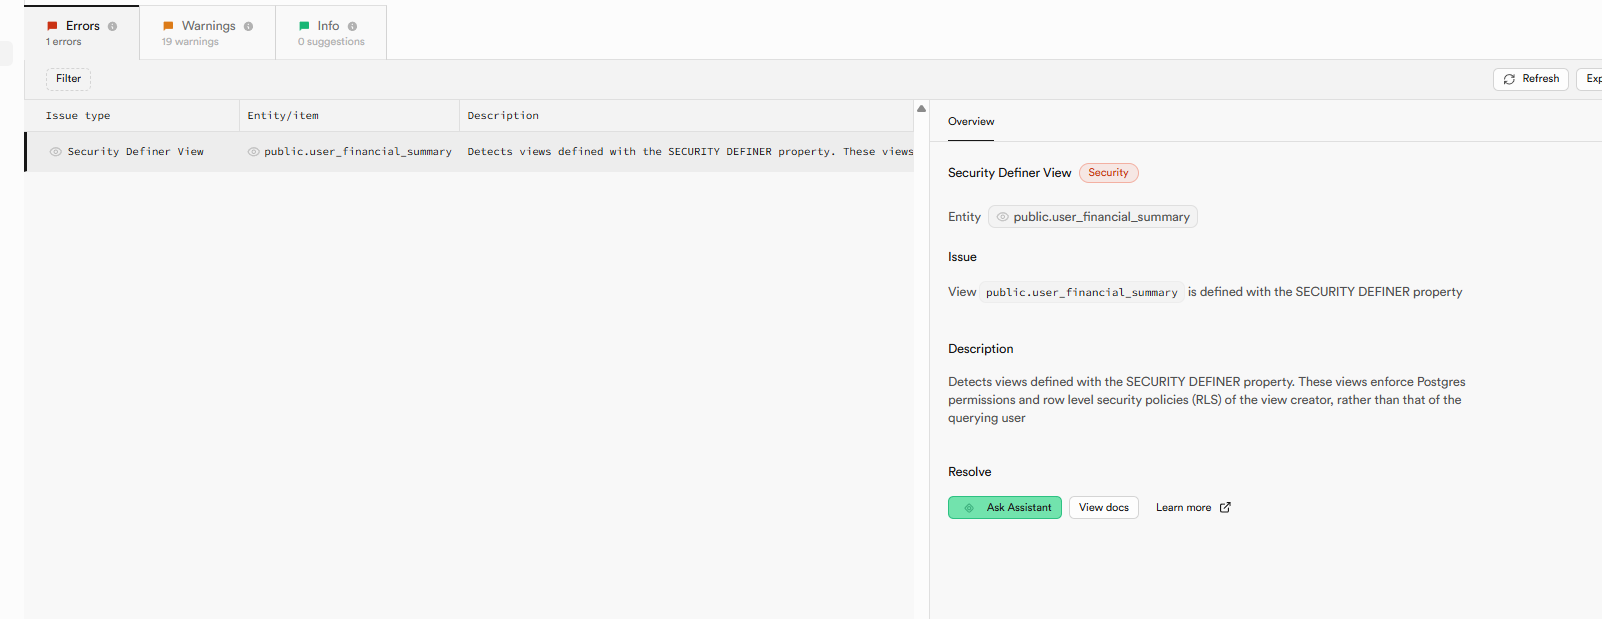 Errors
1 errors
Warnings
19 warnings
Info
0 suggestions
Filter
Refresh
Exp
Issue type
Entity/item
Description
Security Definer View
public.user_financial_summary
Detects views defined with the SECURITY DEFINER property. These views
Overview
Security Definer View Security
Entity public.user_financial_summary
Issue
View public.user_financial_summary is defined with the SECURITY DEFINER property
Description
Detects views defined with the SECURITY DEFINER property. These views enforce Postgres
permissions and row level security policies (RLS) of the view creator, rather than that of the
querying user
Resolve
Ask Assistant View docs Learn more